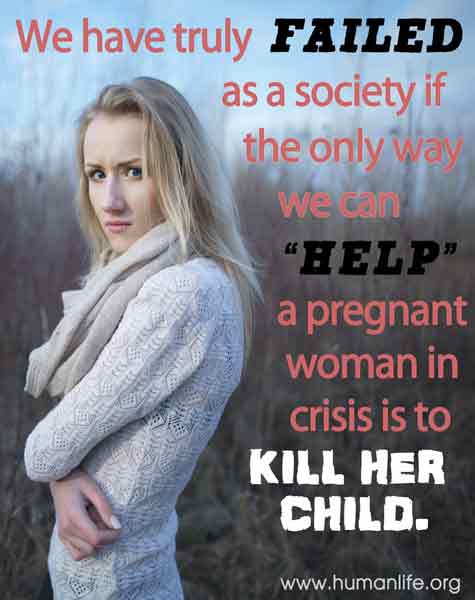 We have truly FAILED
as a society if
the only way
we can
“HELP”
a pregnant
woman in
crisis is to
KILL HER
CHILD.
www.humanlife.org